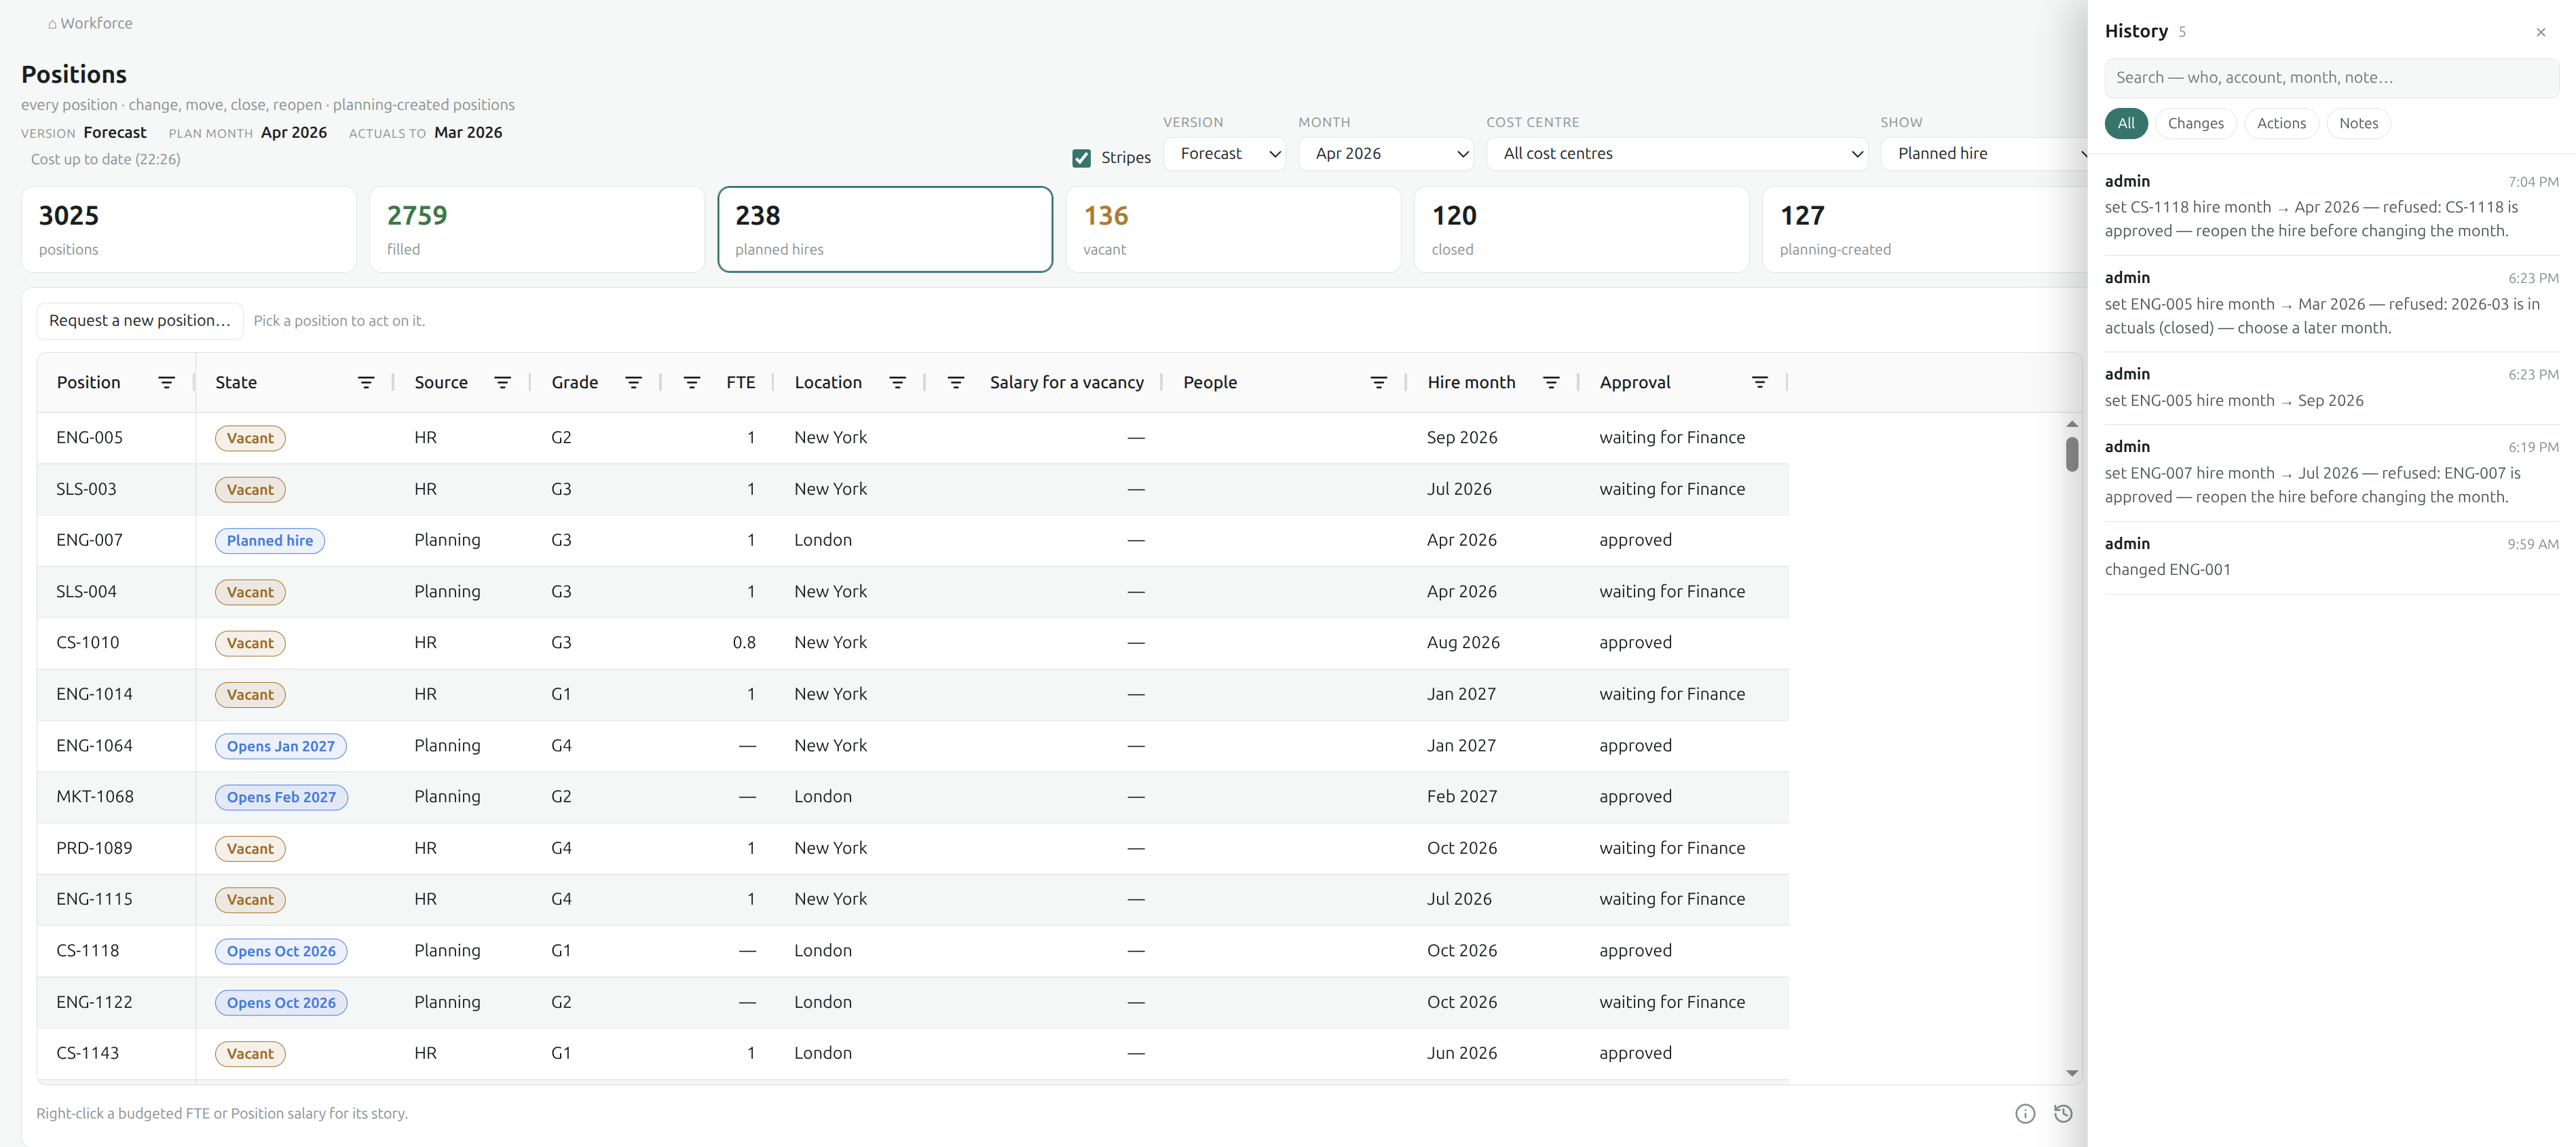 ⌂ Workforce
Positions
every position · change, move, close, reopen · planning-created positions
VERSION Forecast PLAN MONTH Apr 2026 ACTUALS TO Mar 2026
Cost up to date (22:26)
Stripes
VERSION
Forecast
MONTH
Apr 2026
COST CENTRE
All cost centres
SHOW
Planned hire
3025
positions
2759
filled
238
planned hires
136
vacant
120
closed
127
planning-created
Request a new position… Pick a position to act on it.
Position State Source Grade FTE Location Salary for a vacancy People Hire month Approval
ENG-005 Vacant HR G2 1 New York — Sep 2026 waiting for Finance
SLS-003 Vacant HR G3 1 New York — Jul 2026 waiting for Finance
ENG-007 Planned hire Planning G3 1 London — Apr 2026 approved
SLS-004 Vacant Planning G3 1 New York — Apr 2026 waiting for Finance
CS-1010 Vacant HR G3 0.8 New York — Aug 2026 approved
ENG-1014 Vacant HR G1 1 New York — Jan 2027 waiting for Finance
ENG-1064 Opens Jan 2027 Planning G4 — New York — Jan 2027 approved
MKT-1068 Opens Feb 2027 Planning G2 — London — Feb 2027 approved
PRD-1089 Vacant HR G4 1 New York — Oct 2026 waiting for Finance
ENG-1115 Vacant HR G4 1 New York — Jul 2026 waiting for Finance
CS-1118 Opens Oct 2026 Planning G1 — London — Oct 2026 approved
ENG-1122 Opens Oct 2026 Planning G2 — London — Oct 2026 waiting for Finance
CS-1143 Vacant HR G1 1 London — Jun 2026 approved
Right-click a budgeted FTE or Position salary for its story.
History 5 ×
Search — who, account, month, note…
All Changes Actions Notes
admin 7:04 PM
set CS-1118 hire month → Apr 2026 — refused: CS-1118 is
approved — reopen the hire before changing the month.
admin 6:23 PM
set ENG-005 hire month → Mar 2026 — refused: 2026-03 is in
actuals (closed) — choose a later month.
admin 6:23 PM
set ENG-005 hire month → Sep 2026
admin 6:19 PM
set ENG-007 hire month → Jul 2026 — refused: ENG-007 is
approved — reopen the hire before changing the month.
admin 9:59 AM
changed ENG-001